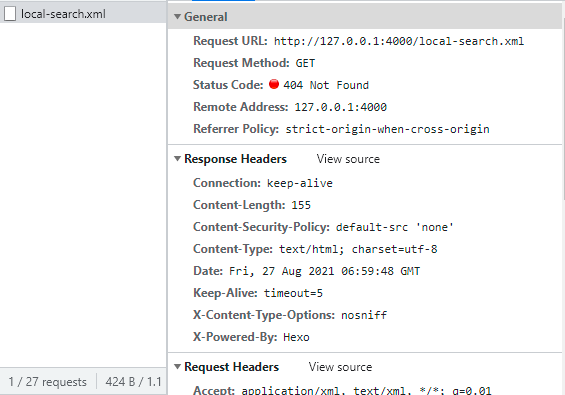 local-search.xml
General
Request URL: http://127.0.0.1:4000/local-search.xml
Request Method: GET
Status Code: 404 Not Found
Remote Address: 127.0.0.1:4000
Referrer Policy: strict-origin-when-cross-origin
Response Headers View source
Connection: keep-alive
Content-Length: 155
Content-Security-Policy: default-src 'none'
Content-Type: text/html; charset=utf-8
Date: Fri, 27 Aug 2021 06:59:48 GMT
Keep-Alive: timeout=5
X-Content-Type-Options: nosniff
X-Powered-By: Hexo
Request Headers View source
Accept: application/xml, text/xml, */*; q=0.01
1 / 27 requests 424 B / 1.1